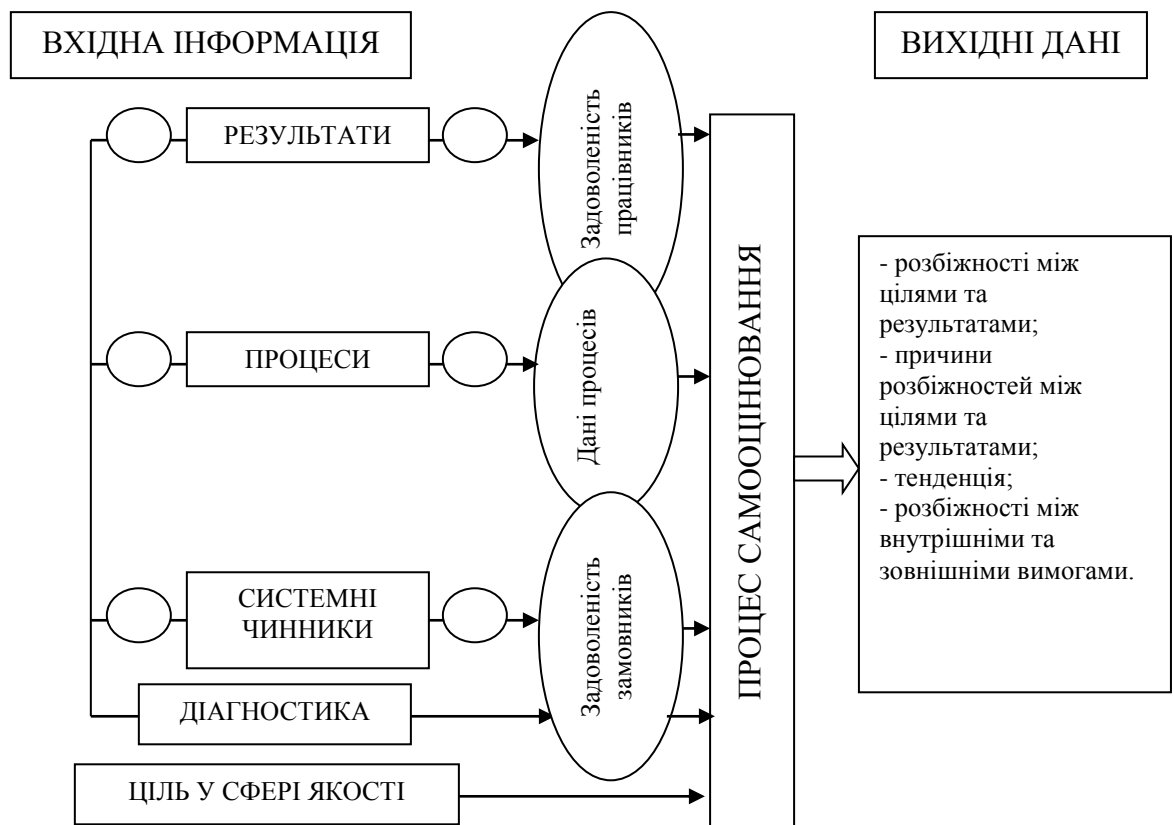 ВХІДНА ІНФОРМАЦІЯ
ВИХІДНІ ДАНІ
РЕЗУЛЬТАТИ
Задоволеність
працівників
ПРОЦЕСИ
Дані процесів
СИСТЕМНІ
ЧИННИКИ
Задоволеність
замовників
ДІАГНОСТИКА
ЦІЛЬ У СФЕРІ ЯКОСТІ
ПРОЦЕС САМООЦІНЮВАННЯ
- розбіжності між
цілями та
результатами;
- причини
розбіжностей між
цілями та
результатами;
- тенденція;
- розбіжності між
внутрішніми та
зовнішніми вимогами.